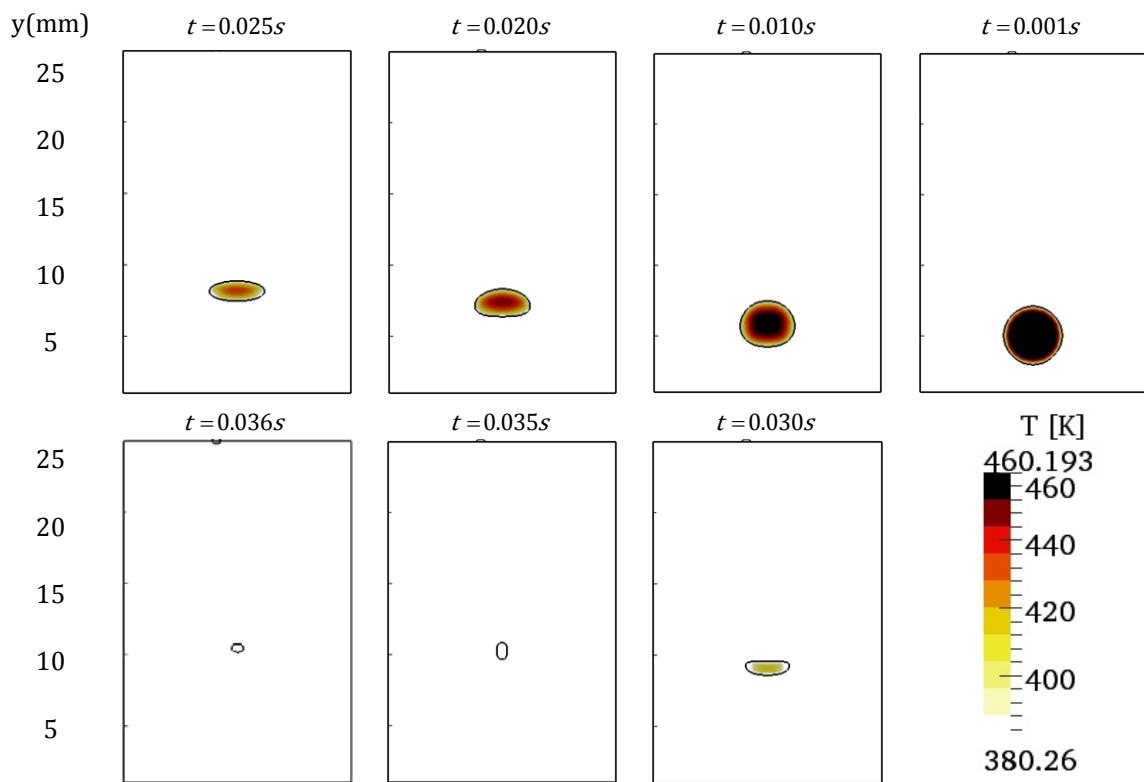 y(mm)
t = 0.025s
t = 0.020s
t = 0.010s
t = 0.001s
25
20
15
10
5
t = 0.036s
t = 0.035s
t = 0.030s
25
20
15
10
5
T [K]
460.193
460
440
420
400
380.26